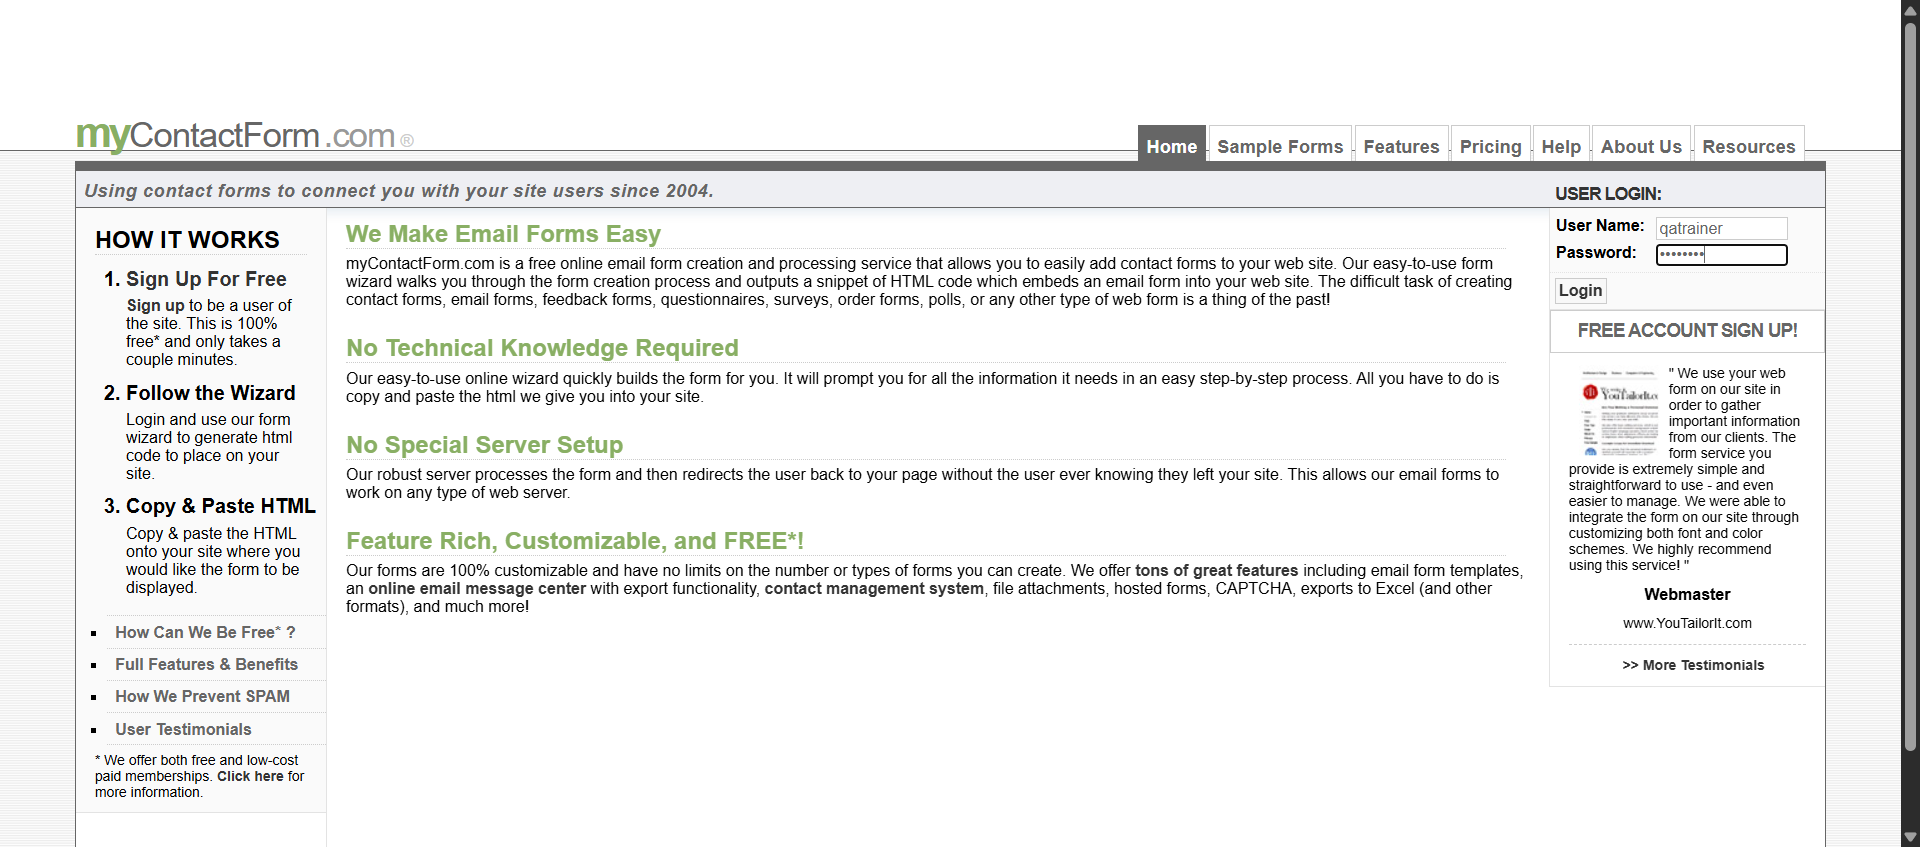 myContactForm.com®
Home Sample Forms Features Pricing Help About Us Resources
Using contact forms to connect you with your site users since 2004.
HOW IT WORKS
1. Sign Up For Free
Sign up to be a user of
the site. This is 100%
free* and only takes a
couple minutes.
2. Follow the Wizard
Login and use our form
wizard to generate html
code to place on your
site.
3. Copy & Paste HTML
Copy & paste the HTML
onto your site where you
would like the form to be
displayed.
How Can We Be Free* ?
Full Features & Benefits
How We Prevent SPAM
User Testimonials
* We offer both free and low-cost
paid memberships. Click here for
more information.
We Make Email Forms Easy
myContactForm.com is a free online email form creation and processing service that allows you to easily add contact forms to your web site. Our easy-to-use form
wizard walks you through the form creation process and outputs a snippet of HTML code which embeds an email form into your web site. The difficult task of creating
contact forms, email forms, feedback forms, questionnaires, surveys, order forms, polls, or any other type of web form is a thing of the past!
No Technical Knowledge Required
Our easy-to-use online wizard quickly builds the form for you. It will prompt you for all the information it needs in an easy step-by-step process. All you have to do is
copy and paste the html we give you into your site.
No Special Server Setup
Our robust server processes the form and then redirects the user back to your page without the user ever knowing they left your site. This allows our email forms to
work on any type of web server.
Feature Rich, Customizable, and FREE*!
Our forms are 100% customizable and have no limits on the number or types of forms you can create. We offer tons of great features including email form templates,
an online email message center with export functionality, contact management system, file attachments, hosted forms, CAPTCHA, exports to Excel (and other
formats), and much more!
USER LOGIN:
User Name: qatrainer
Password: ••••••••
Login
FREE ACCOUNT SIGN UP!
YouTailorIt.co
" We use your web
form on our site in
order to gather
important information
from our clients. The
form service you
provide is extremely simple and
straightforward to use - and even
easier to manage. We were able to
integrate the form on our site through
customizing both font and color
schemes. We highly recommend
using this service! "
Webmaster
www.YouTailorIt.com
>> More Testimonials